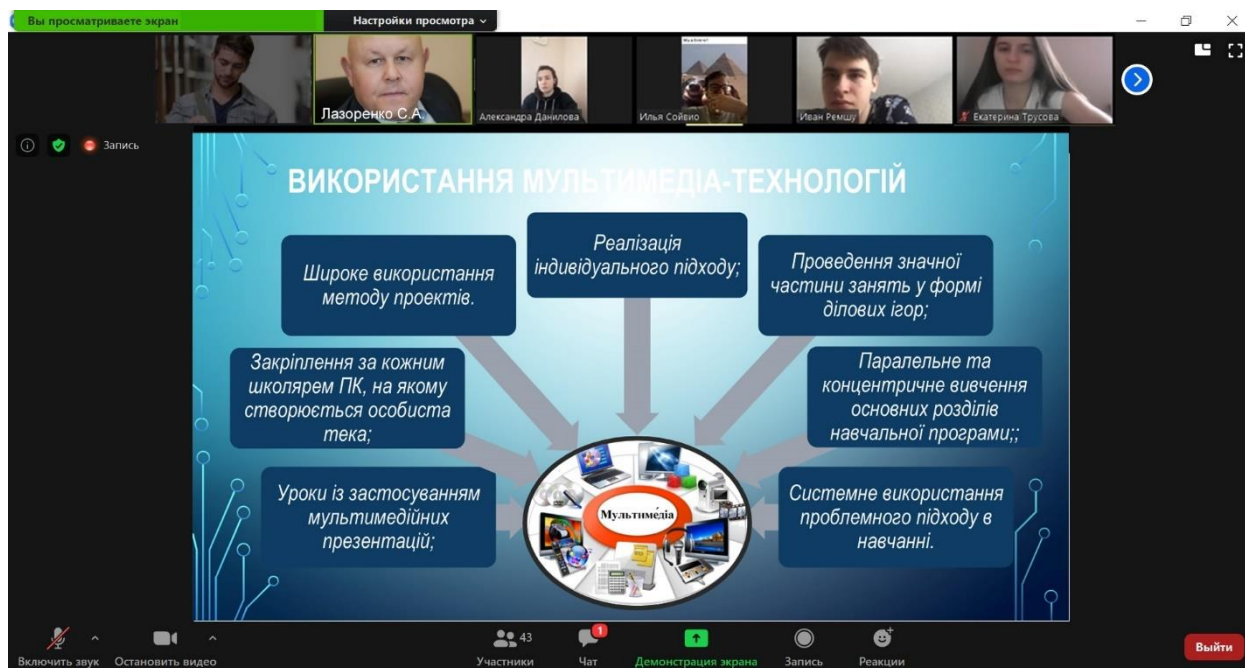 Вы просматриваете экран
Настройки просмотра
Лазоренко С.А.
Александра Данилова
Илья Сойвио
Иван Ремшу
Екатерина Трусова
Запись
ВИКОРИСТАННЯ МУЛЬТИМЕДІА-ТЕХНОЛОГІЙ
Широке використання
методу проектів.
Реалізація
індивідуального підходу;
Проведення значної
частини занять у формі
ділових ігор;
Закріплення за кожним
школярем ПК, на якому
створюється особиста
тека;
Паралельне та
концентричне вивчення
основних розділів
навчальної програми;;
Уроки із застосуванням
мультимедійних
презентацій;
Мультимедіа
Системне використання
проблемного підходу в
навчанні.
Включить звук
Остановить видео
43
Участники
1
Чат
Демонстрация экрана
Запись
Реакции
Выйти